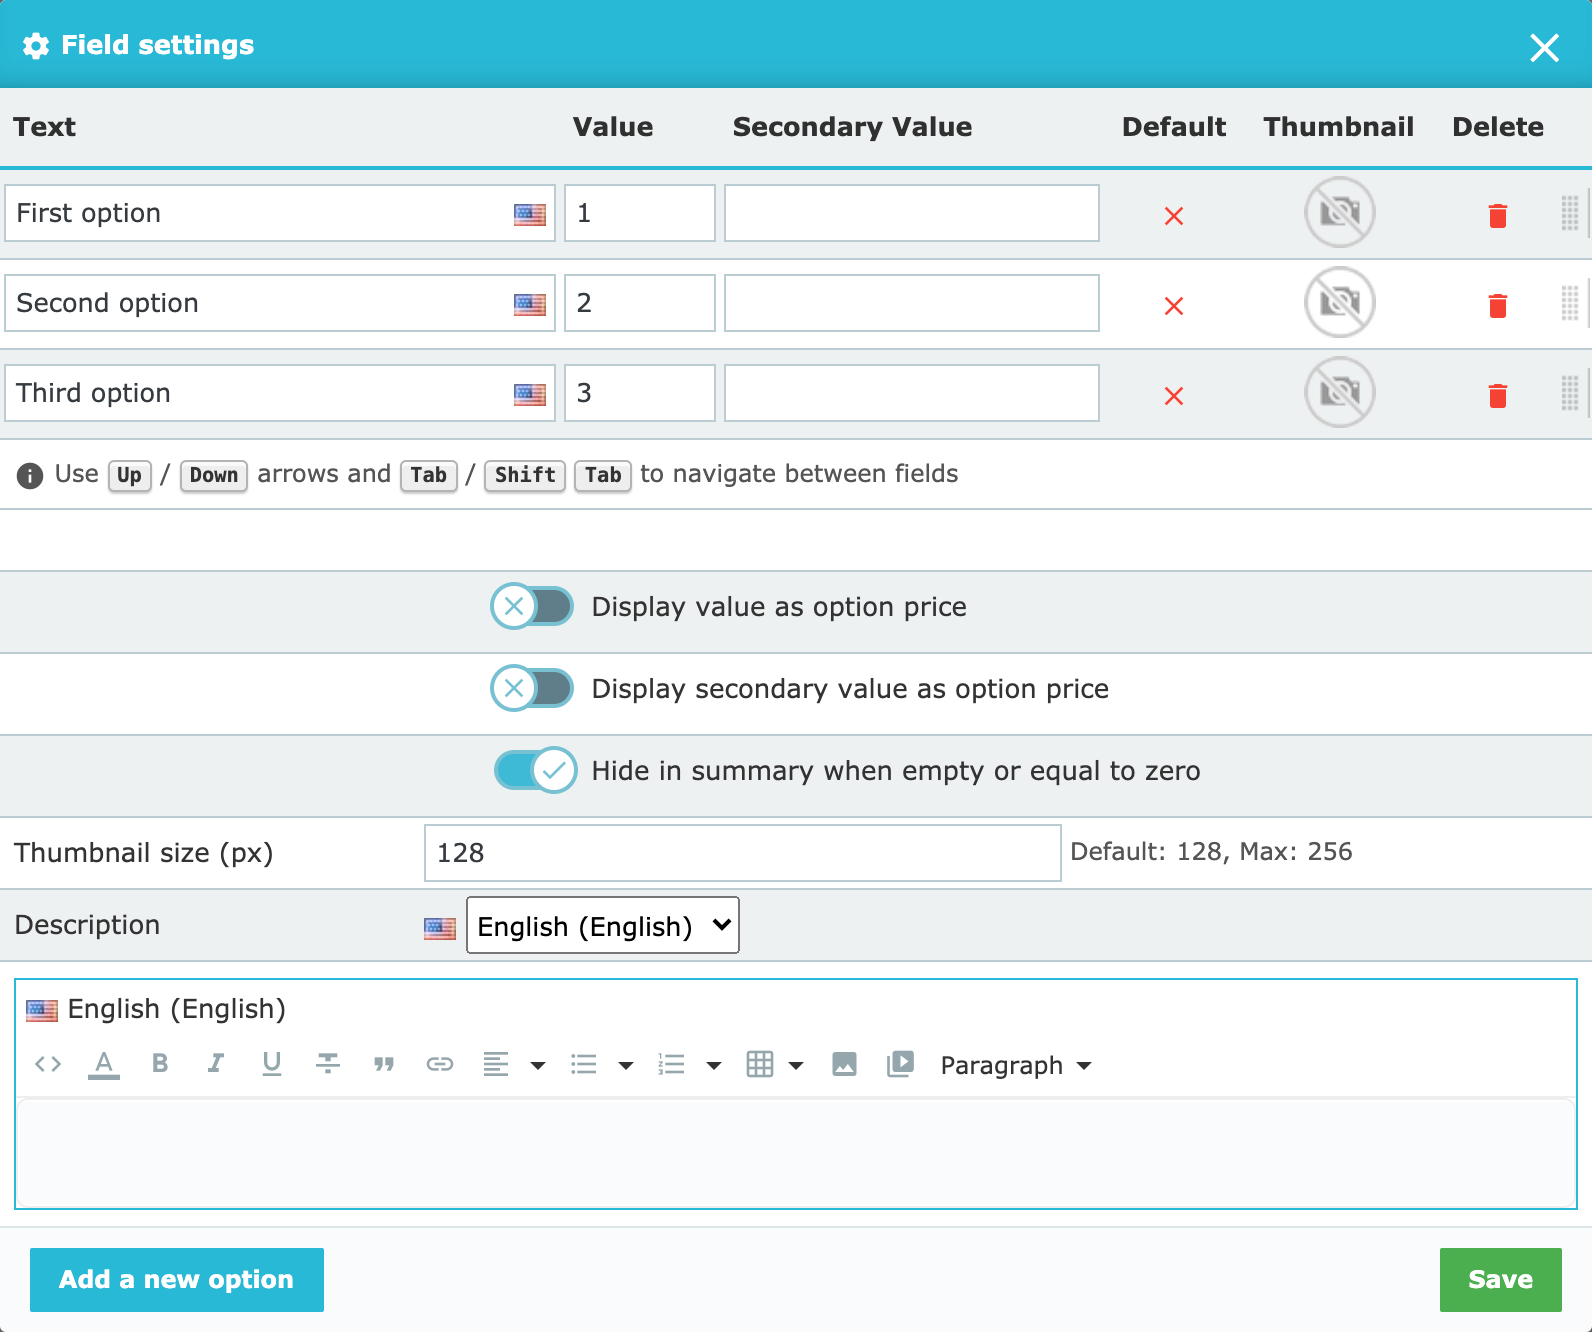 Field settings
Text Value Secondary Value Default Thumbnail Delete
First option 1
Second option 2
Third option 3
Use Up / Down arrows and Tab / Shift Tab to navigate between fields
Display value as option price
Display secondary value as option price
Hide in summary when empty or equal to zero
Thumbnail size (px) 128 Default: 128, Max: 256
Description English (English)
English (English)
Paragraph
Add a new option Save